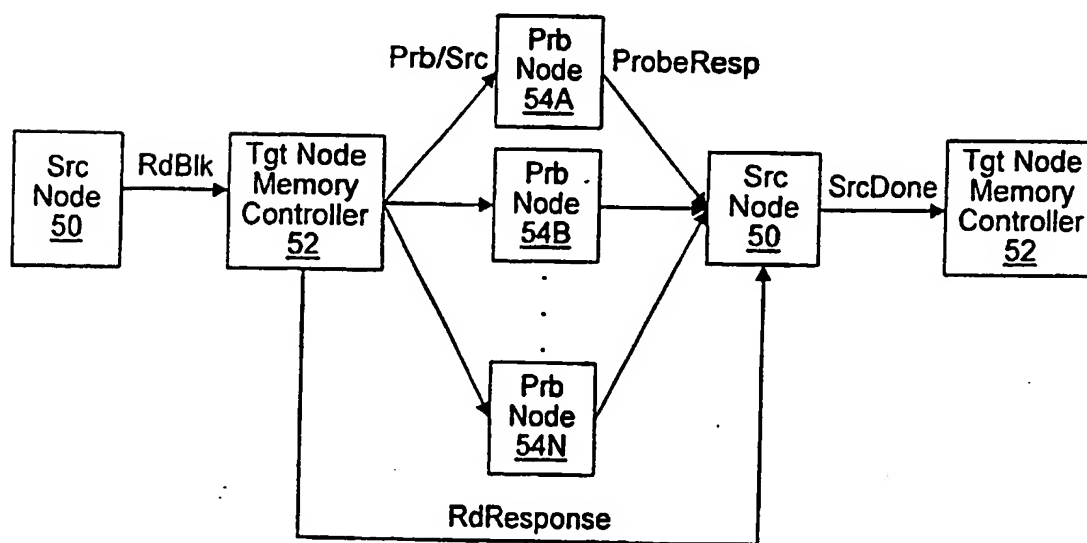 Src
Node
50
RdBlk
Tgt Node
Memory
Controller
52
Prb/Src
Prb
Node
54A
Prb
Node
54B
Prb
Node
54N
ProbeResp
Src
Node
50
SrcDone
Tgt Node
Memory
Controller
52
RdResponse